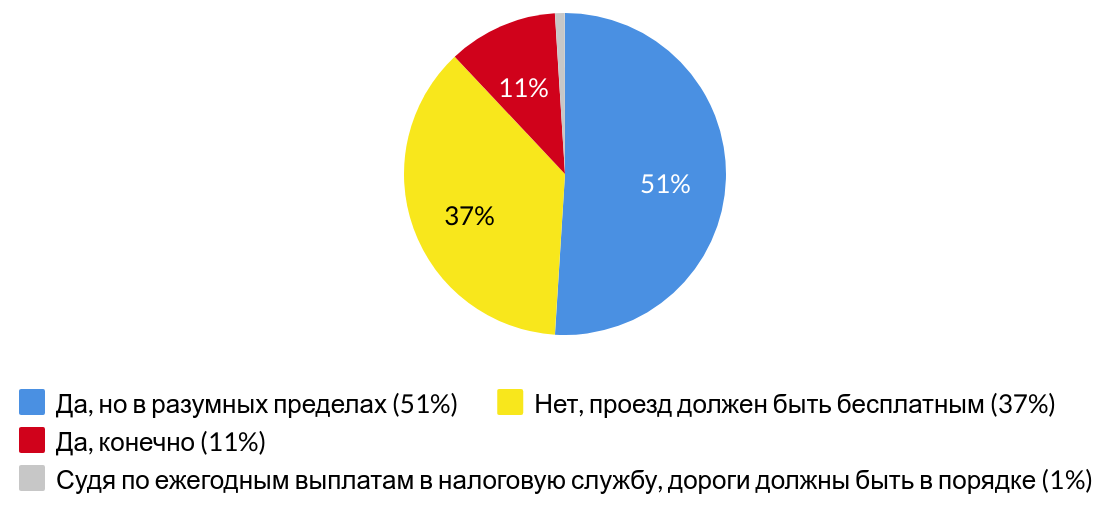 11%
51%
37%
Да, но в разумных пределах (51%)
Нет, проезд должен быть бесплатным (37%)
Да, конечно (11%)
Судя по ежегодным выплатам в налоговую службу, дороги должны быть в порядке (1%)